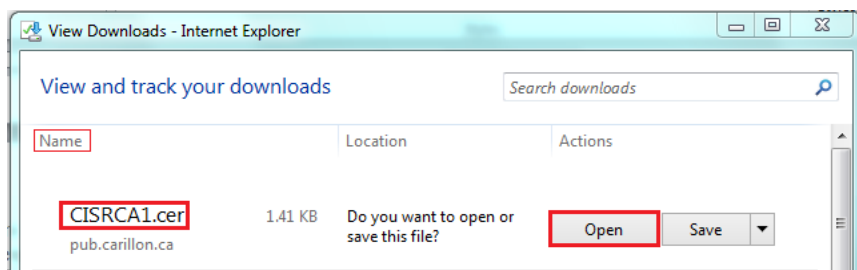 View Downloads - Internet Explorer
View and track your downloads
Search downloads
Name Location Actions
CISRCA1.cer 1.41 KB Do you want to open or
save this file? Open Save
pub.carillon.ca